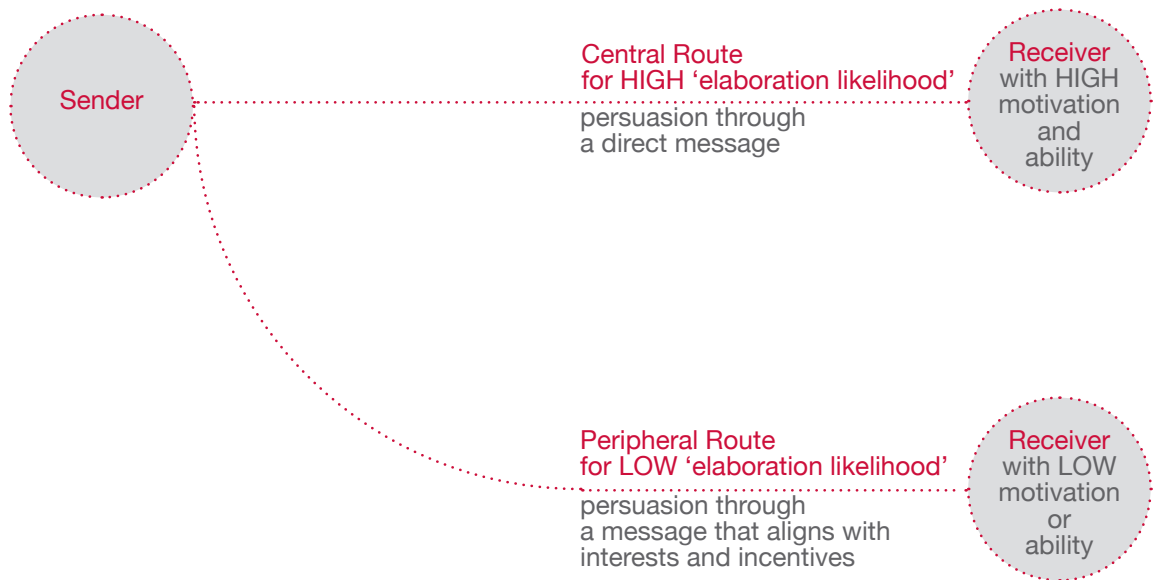 Sender
Central Route
for HIGH ‘elaboration likelihood’
persuasion through
a direct message
Receiver
with HIGH
motivation
and
ability
Peripheral Route
for LOW ‘elaboration likelihood’
persuasion through
a message that aligns with
interests and incentives
Receiver
with LOW
motivation
or
ability